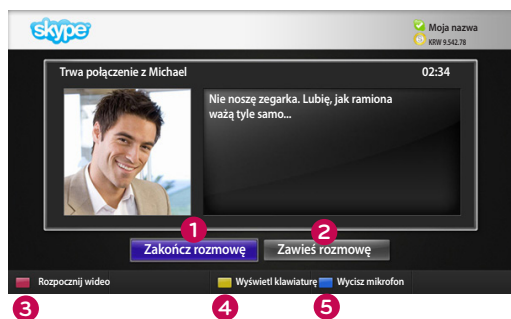 skype
Moja nazwa
KRW 9.542.78
Trwa połączenie z Michael
02:34
Nie noszę zegarka. Lubię, jak ramiona
ważą tyle samo...
1
2
Zakończ rozmowę
Zawieś rozmowę
Rozpocznij wideo
Wyświetl klawiaturę
Wycisz mikrofon
3
4
5